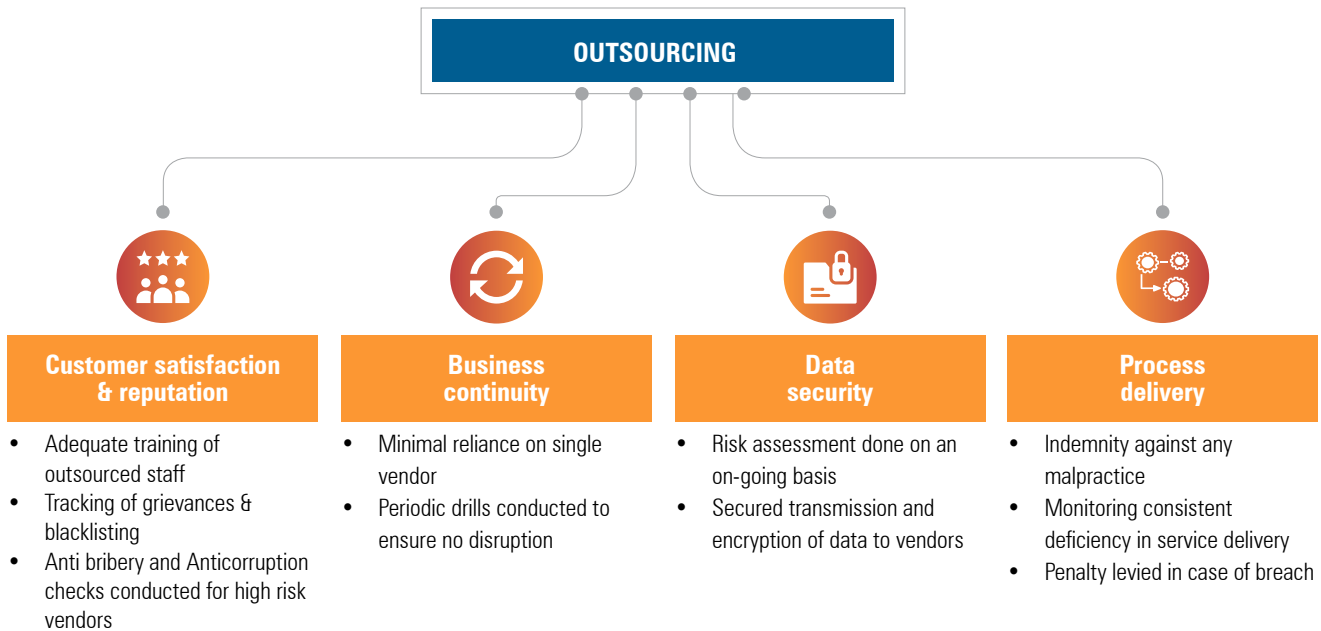 OUTSOURCING
Customer satisfaction
& reputation
• Adequate training of
outsourced staff
• Tracking of grievances &
blacklisting
• Anti bribery and Anticorruption
checks conducted for high risk
vendors
Business
continuity
• Minimal reliance on single
vendor
• Periodic drills conducted to
ensure no disruption
Data
security
• Risk assessment done on an
on-going basis
• Secured transmission and
encryption of data to vendors
Process
delivery
• Indemnity against any
malpractice
• Monitoring consistent
deficiency in service delivery
• Penalty levied in case of breach